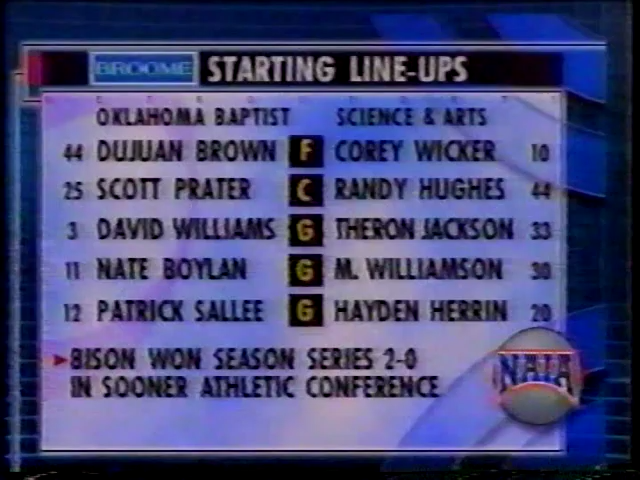 BROOME STARTING LINE-UPS
OKLAHOMA BAPTIST SCIENCE & ARTS
44 DUJUAN BROWN F COREY WICKER 10
25 SCOTT PRATER C RANDY HUGHES 44
3 DAVID WILLIAMS G THERON JACKSON 33
11 NATE BOYLAN G M. WILLIAMSON 30
12 PATRICK SALLEE G HAYDEN HERRIN 20
BISON WON SEASON SERIES 2-0
IN SOONER ATHLETIC CONFERENCE
NAIA